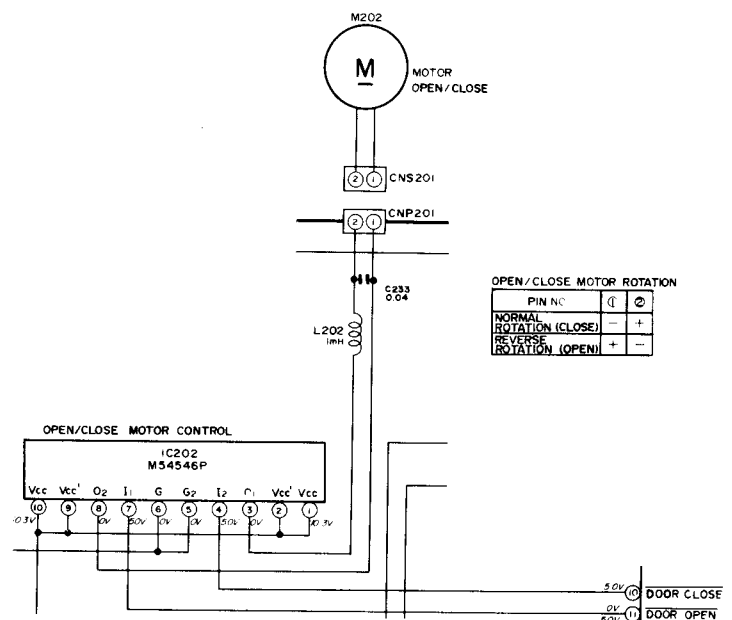 M202
M
MOTOR
OPEN/CLOSE
2 1 CNS201
CNP201
2 1
C233
0.04
L202
1mH
OPEN/CLOSE MOTOR ROTATION
PIN NO ① ②
NORMAL
ROTATION (CLOSE) − +
REVERSE
ROTATION (OPEN) + −
OPEN/CLOSE MOTOR CONTROL
IC202
M54546P
Vcc Vcc' O2 I1 G G2 I2 O1 Vcc' Vcc
10 9 8 7 6 5 4 3 2 1
0V 5.0V 0V 0V 5.0V 0V 10.3V
5.0V 10 DOOR CLOSE
0V
5.0V 11 DOOR OPEN